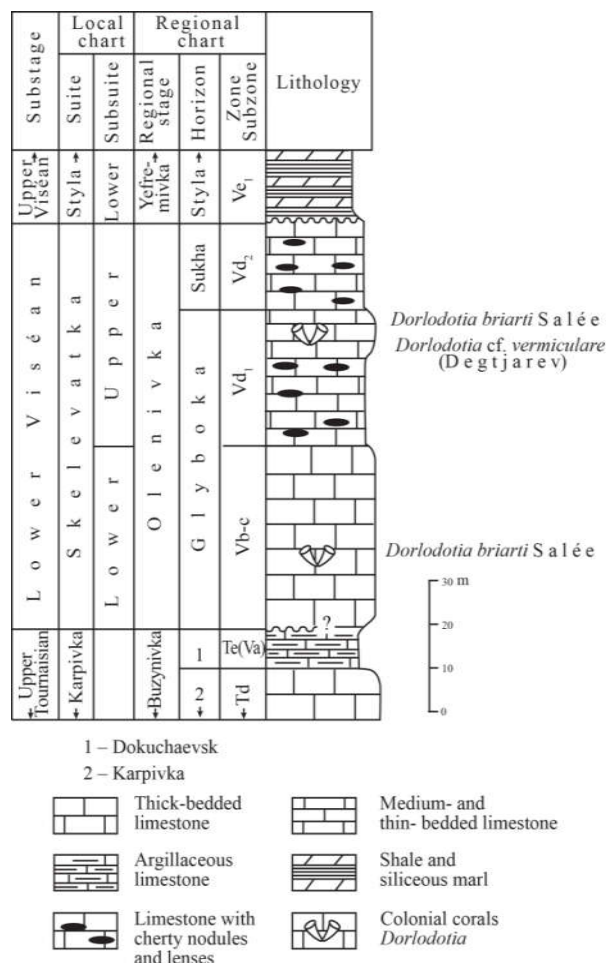 Local chart
Regional chart
Substage
Suite
Subsuite
Regional stage
Horizon
Zone
Subzone
Lithology
Upper Viséan
Styla
Lower
Yefre-
mivka
Styla
Ve1
Lower Viséan
Skelevatka
Upper
Olenivka
Sukha
Vd2
Glyboka
Vd1
Dorlodotia briarti Salée
Dorlodotia cf. vermiculare
(Degtjarev)
Lower
Vb-c
Dorlodotia briarti Salée
30 m
20
10
0
?
Upper
Tournaisian
Karpivka
Buzynivka
1
Te(Va)
2
Td
1 – Dokuchaevsk
2 – Karpivka
Thick-bedded
limestone
Medium- and
thin- bedded limestone
Argillaceous
limestone
Shale and
siliceous marl
Limestone with
cherty nodules
and lenses
Colonial corals
Dorlodotia